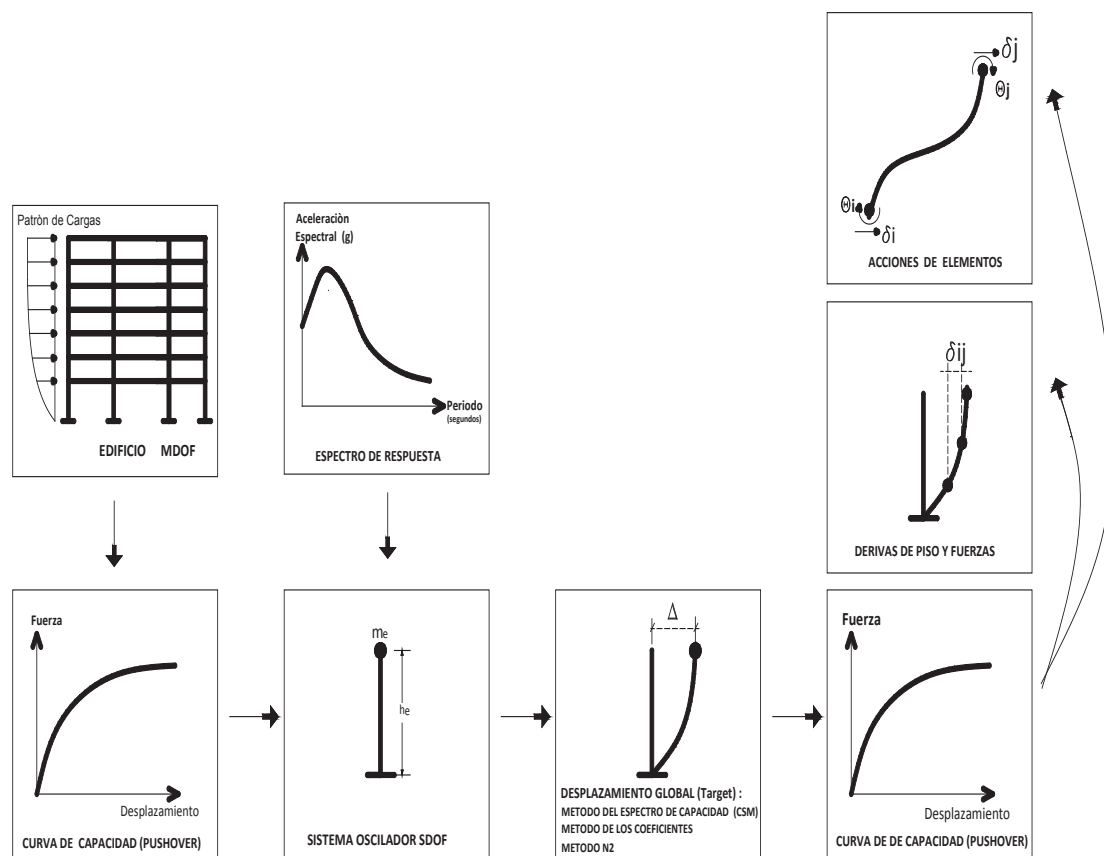 δj
Θj
Θi
δi
ACCIONES DE ELEMENTOS
Patròn de Cargas
EDIFICIO MDOF
Aceleraciòn
Espectral (g)
Periodo
(segundos)
ESPECTRO DE RESPUESTA
δij
DERIVAS DE PISO Y FUERZAS
Fuerza
Desplazamiento
CURVA DE CAPACIDAD (PUSHOVER)
me
he
SISTEMA OSCILADOR SDOF
Δ
DESPLAZAMIENTO GLOBAL (Target) :
METODO DEL ESPECTRO DE CAPACIDAD (CSM)
METODO DE LOS COEFICIENTES
METODO N2
Fuerza
Desplazamiento
CURVA DE DE CAPACIDAD (PUSHOVER)